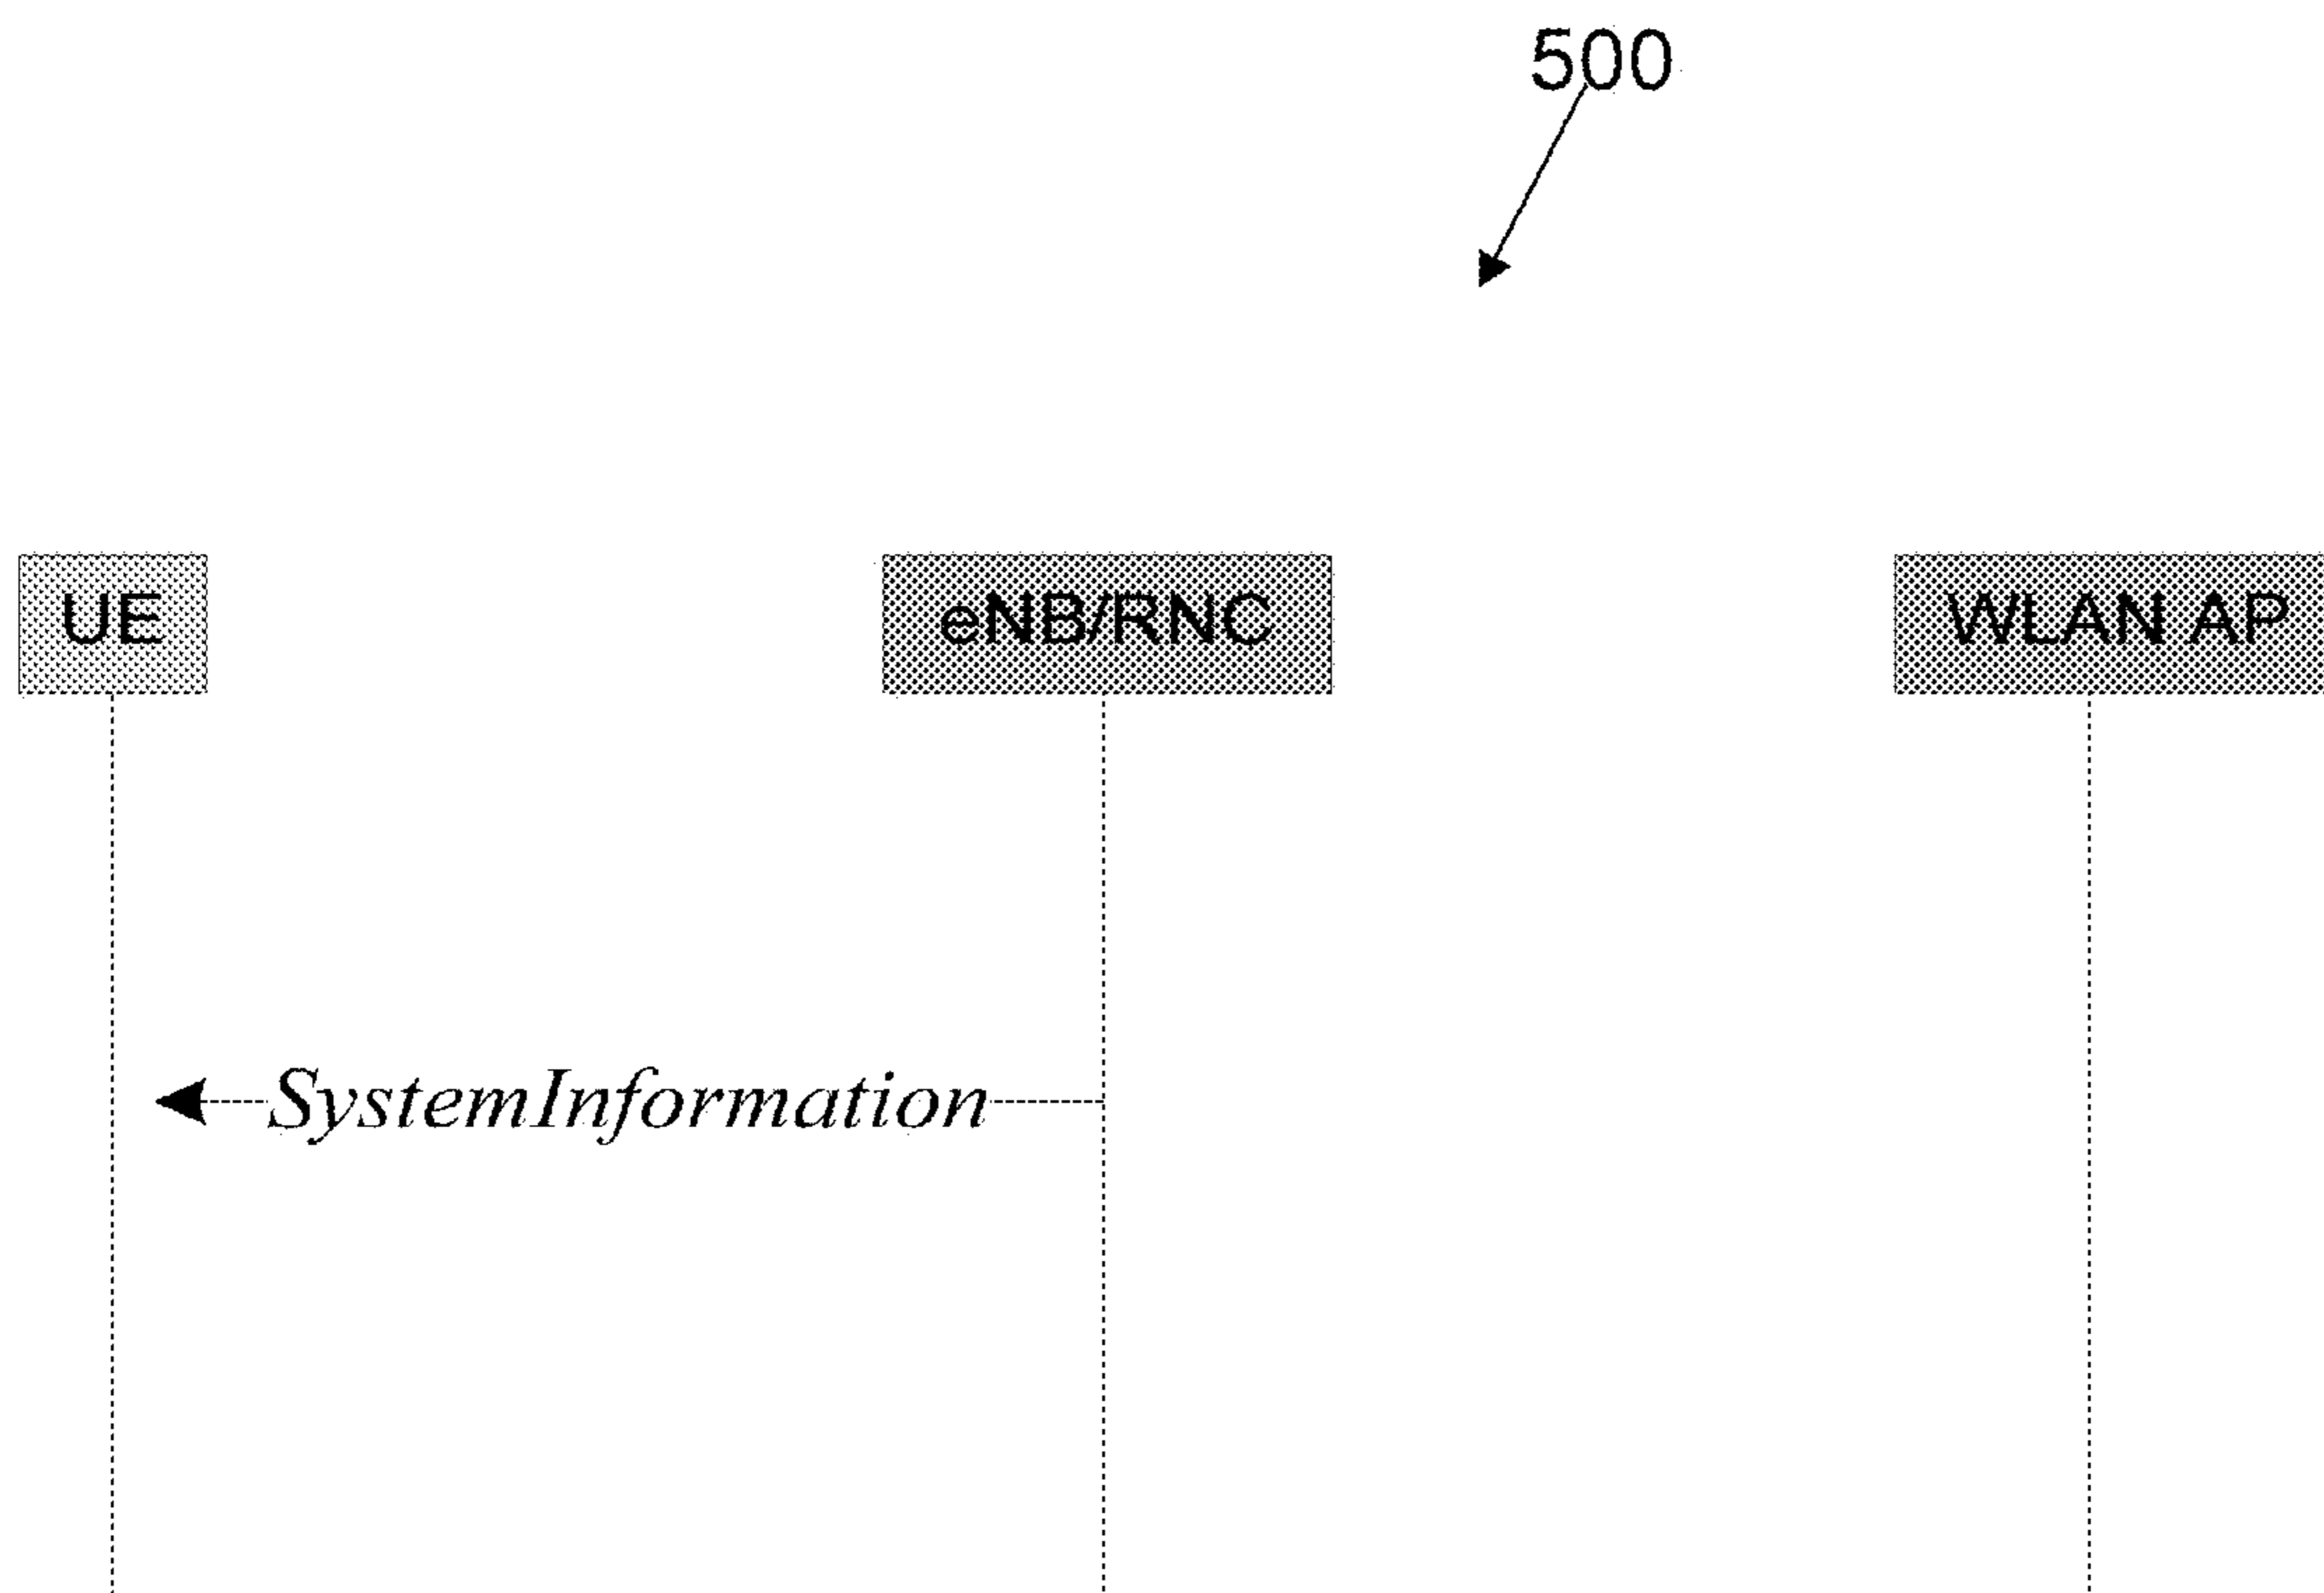 500
UE
eNB/RNC
WLAN AP
SystemInformation